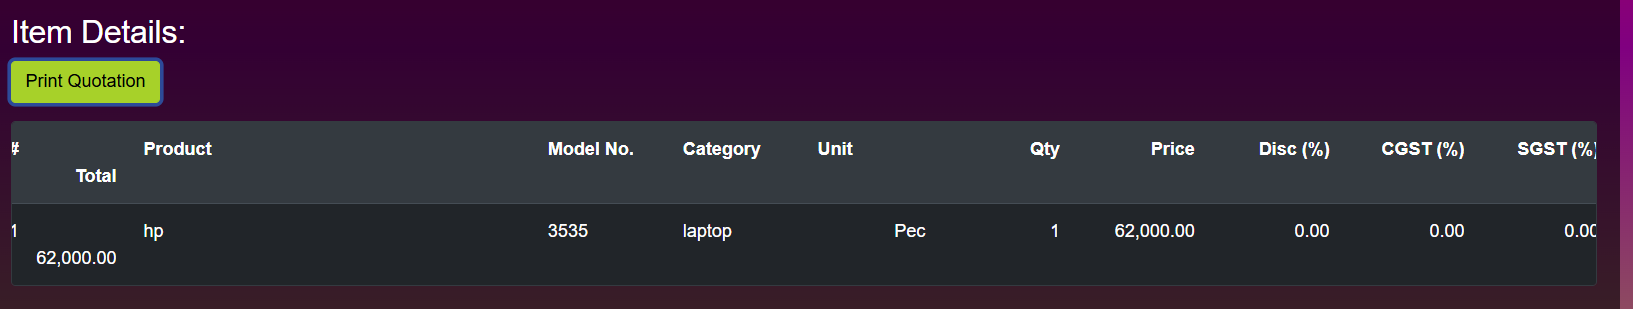 Item Details:
Print Quotation
# Product Model No. Category Unit Qty Price Disc (%) CGST (%) SGST (%)
Total
1 hp 3535 laptop Pec 1 62,000.00 0.00 0.00 0.00
62,000.00